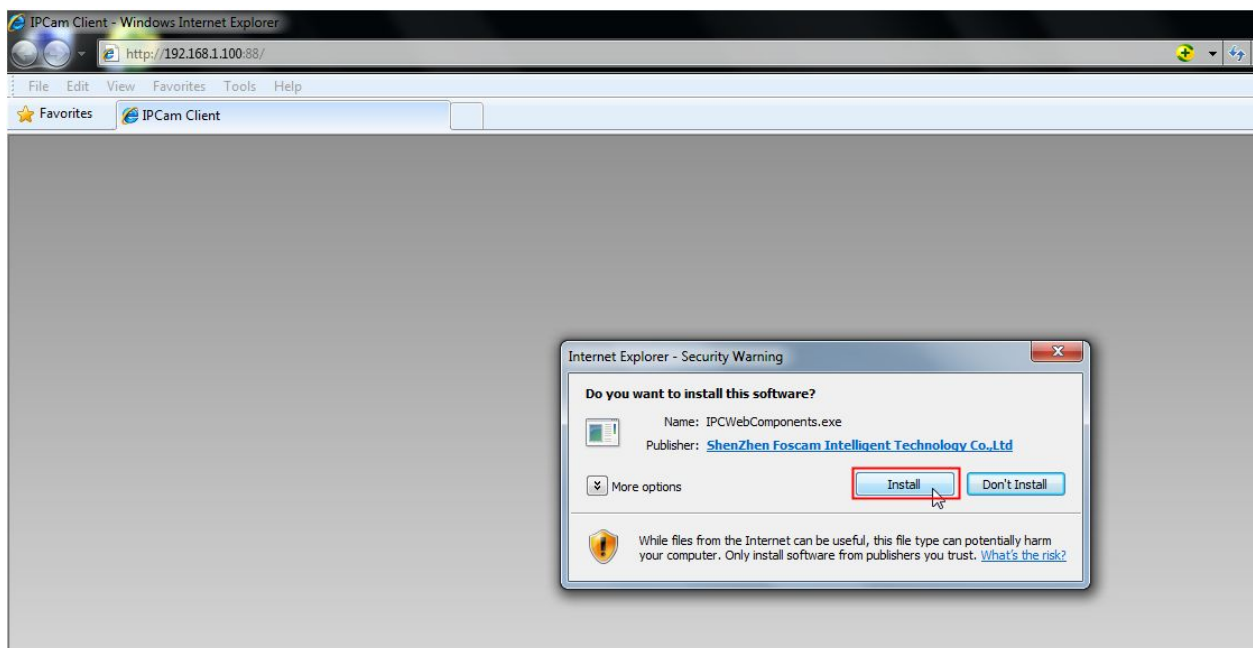 IPCam Client - Windows Internet Explorer
http://192.168.1.100:88/
File Edit View Favorites Tools Help
Favorites IPCam Client
Internet Explorer - Security Warning
Do you want to install this software?
Name: IPCWebComponents.exe
Publisher: ShenZhen Foscam Intelligent Technology Co.,Ltd
More options Install Don't Install
While files from the Internet can be useful, this file type can potentially harm
your computer. Only install software from publishers you trust. What's the risk?